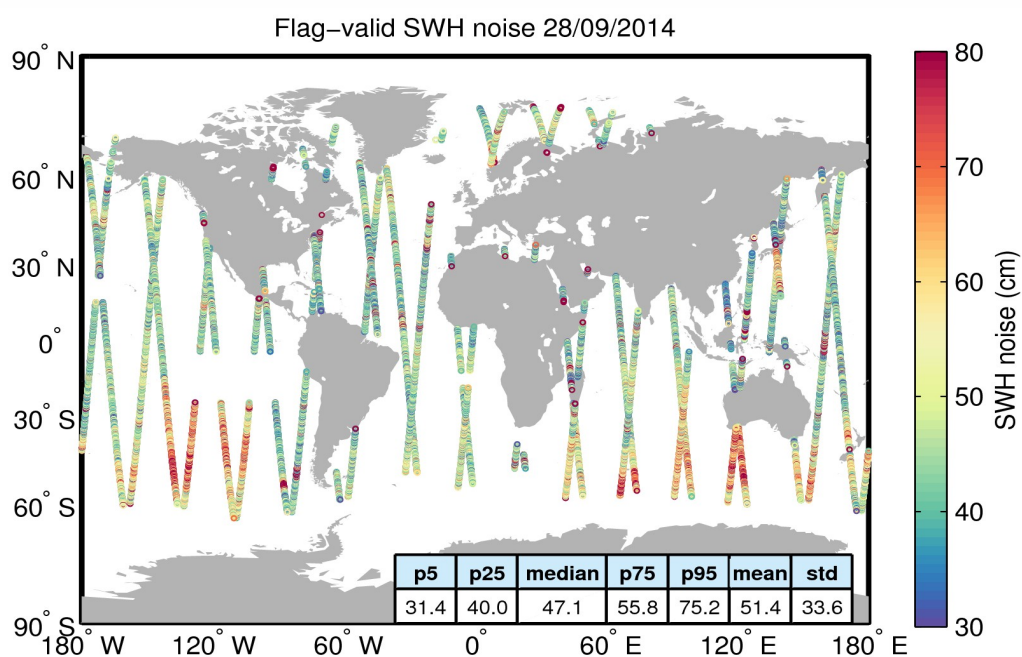 Flag−valid SWH noise 28/09/2014
90° N
60° N
30° N
0°
30° S
60° S
90° S
180° W
120° W
60° W
0°
60° E
120° E
180° E
80
70
60
50
40
30
SWH noise (cm)
p5 p25 median p75 p95 mean std
31.4 40.0 47.1 55.8 75.2 51.4 33.6